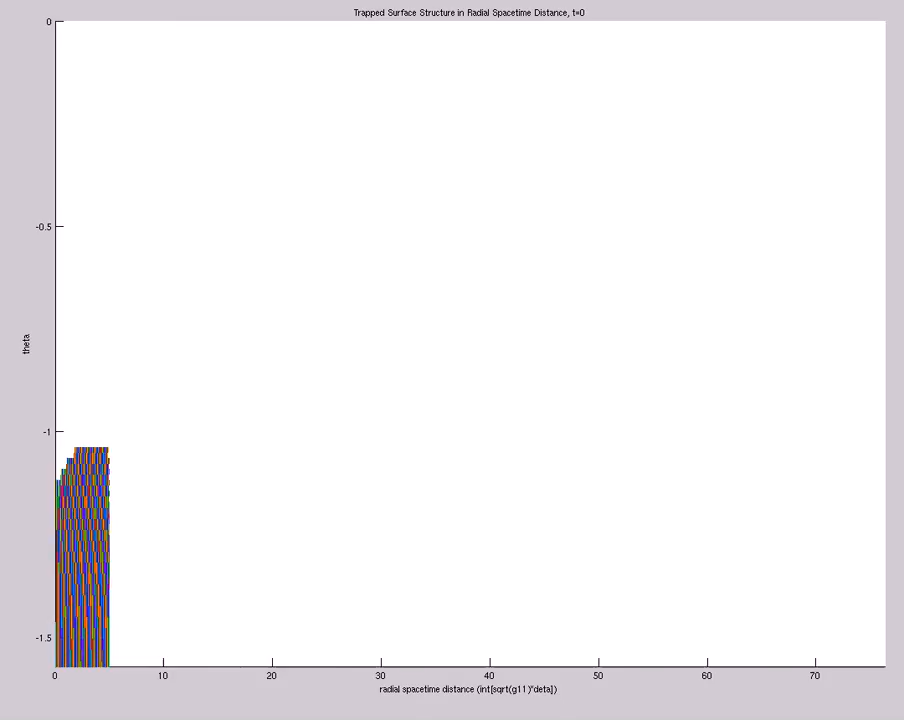 Trapped Surface Structure in Radial Spacetime Distance, t=0
0
-0.5
theta
-1
-1.5
0 10 20 30 40 50 60 70
radial spacetime distance (int[sqrt(g11)*deta])